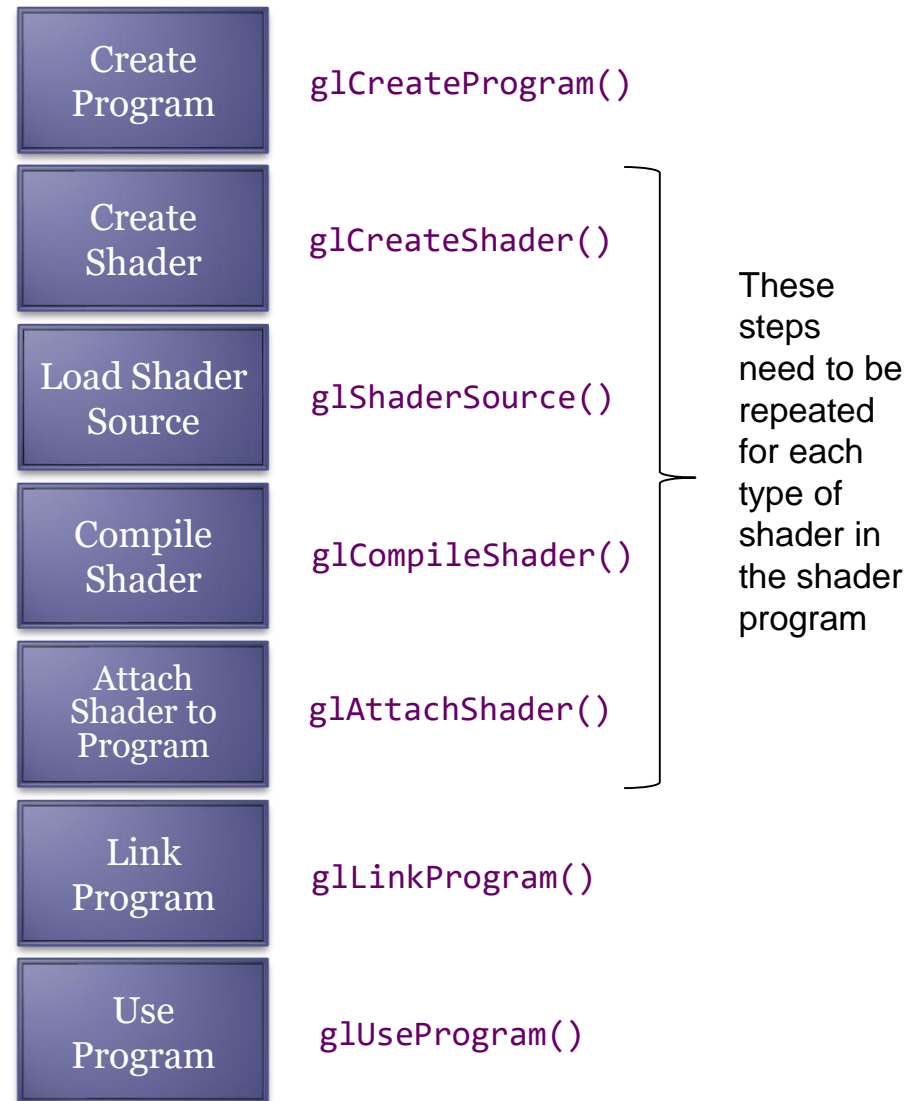 Create
Program
glCreateProgram()
Create
Shader
glCreateShader()
Load Shader
Source
glShaderSource()
Compile
Shader
glCompileShader()
Attach
Shader to
Program
glAttachShader()
These
steps
need to be
repeated
for each
type of
shader in
the shader
program
Link
Program
glLinkProgram()
Use
Program
glUseProgram()